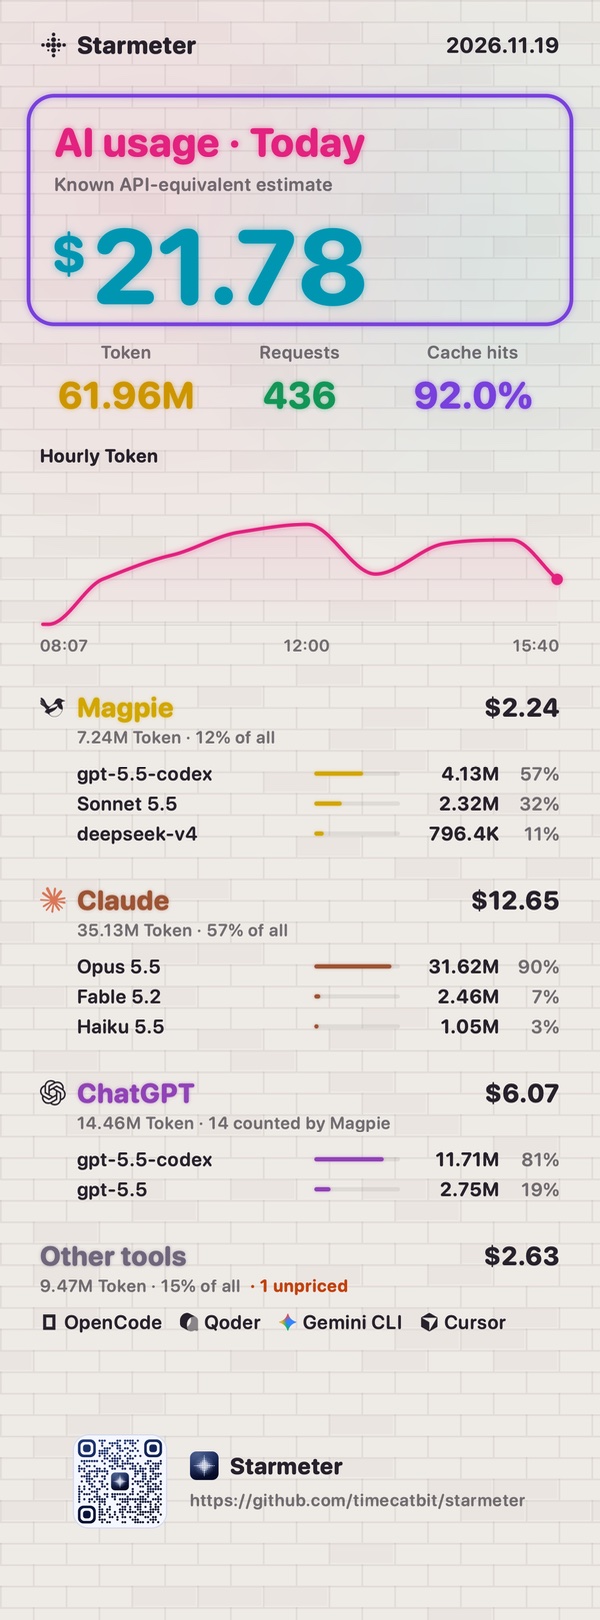 Starmeter 2026.11.19
AI usage · Today
Known API-equivalent estimate
$21.78
Token Requests Cache hits
61.96M 436 92.0%
Hourly Token
08:07 12:00 15:40
Magpie $2.24
7.24M Token · 12% of all
gpt-5.5-codex 4.13M 57%
Sonnet 5.5 2.32M 32%
deepseek-v4 796.4K 11%
Claude $12.65
35.13M Token · 57% of all
Opus 5.5 31.62M 90%
Fable 5.2 2.46M 7%
Haiku 5.5 1.05M 3%
ChatGPT $6.07
14.46M Token · 14 counted by Magpie
gpt-5.5-codex 11.71M 81%
gpt-5.5 2.75M 19%
Other tools $2.63
9.47M Token · 15% of all · 1 unpriced
OpenCode Qoder Gemini CLI Cursor
Starmeter
https://github.com/timecatbit/starmeter